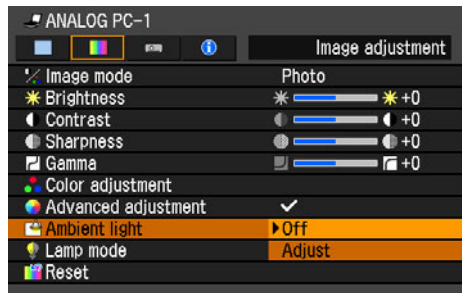 ANALOG PC-1
Image adjustment
Image mode Photo
Brightness +0
Contrast +0
Sharpness +0
Gamma +0
Color adjustment
Advanced adjustment
Ambient light Off
Lamp mode Adjust
Reset